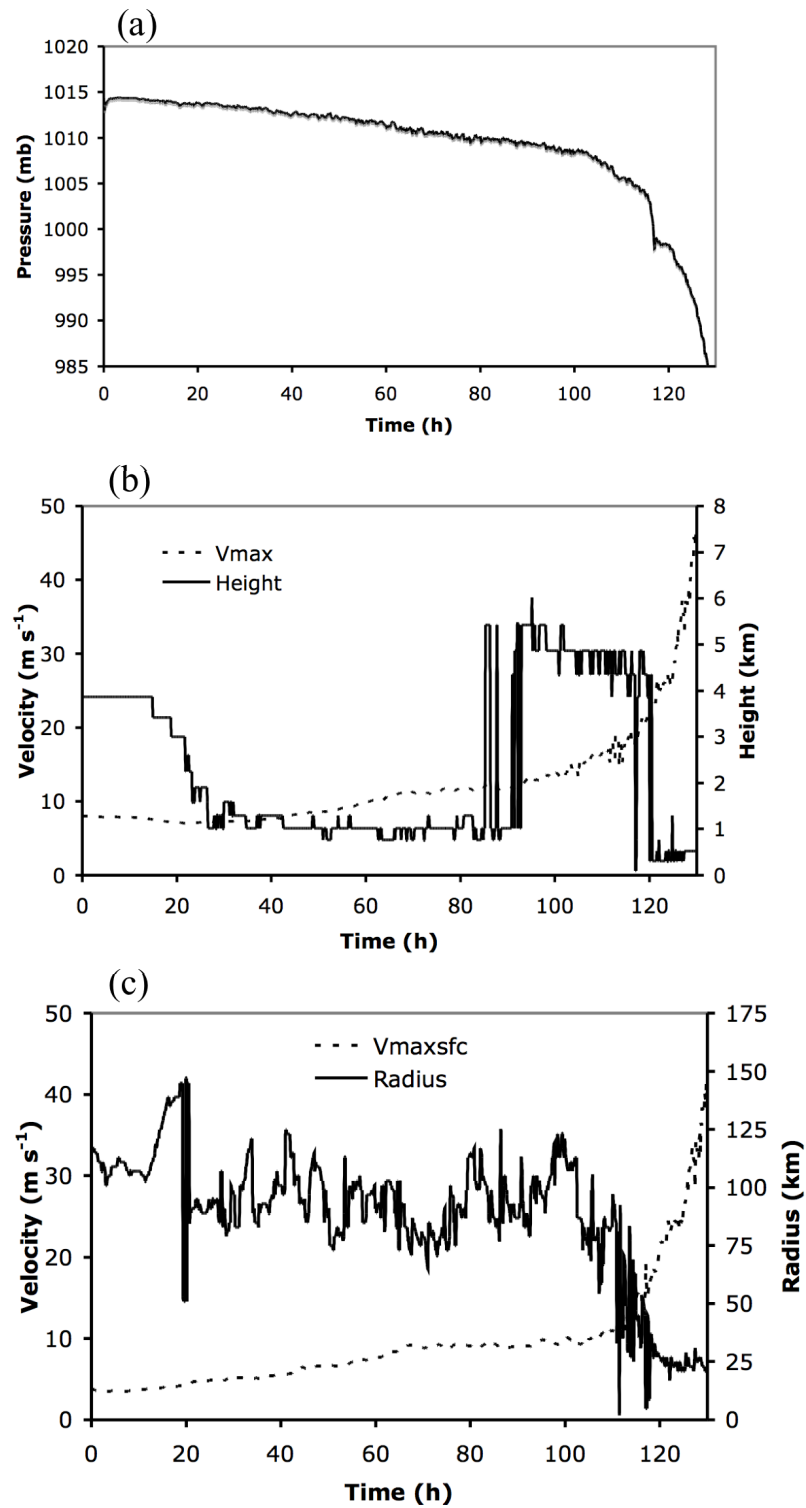 (a)
1020
1015
1010
1005
1000
995
990
985
Pressure (mb)
0 20 40 60 80 100 120
Time (h)
(b)
50
40
30
20
10
0
Velocity (m s⁻¹)
Vmax
Height
8
7
6
5
4
3
2
1
0
Height (km)
0 20 40 60 80 100 120
Time (h)
(c)
50
40
30
20
10
0
Velocity (m s⁻¹)
Vmaxsfc
Radius
175
150
125
100
75
50
25
0
Radius (km)
0 20 40 60 80 100 120
Time (h)